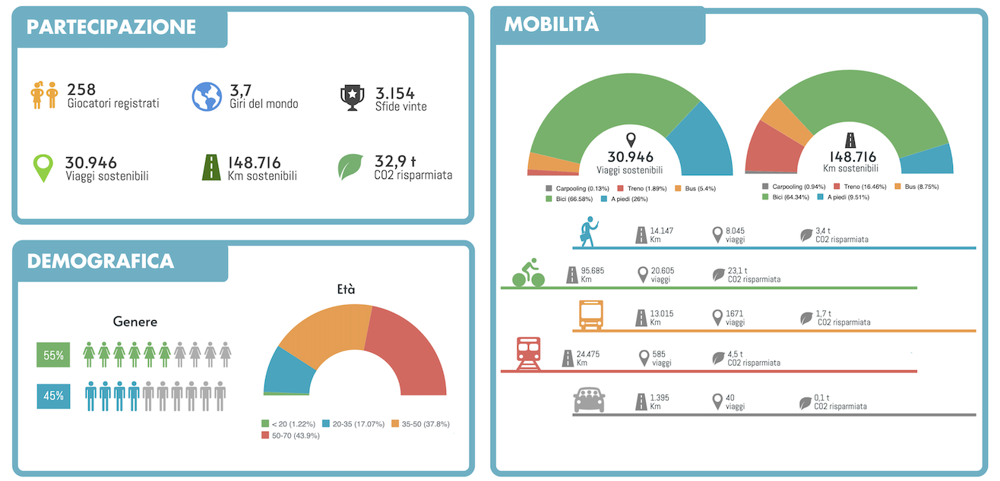 PARTECIPAZIONE
258
Giocatori registrati
3,7
Giri del mondo
3.154
Sfide vinte
30.946
Viaggi sostenibili
148.716
Km sostenibili
32,9 t
CO2 risparmiata
DEMOGRAFICA
Genere
55%
45%
Età
< 20 (1.22%) 20-35 (17.07%) 35-50 (37.8%)
50-70 (43.9%)
MOBILITÀ
30.946
Viaggi sostenibili
Carpooling (0.13%) Treno (1.89%) Bus (5.4%)
Bici (66.58%) A piedi (26%)
148.716
Km sostenibili
Carpooling (0.94%) Treno (16.46%) Bus (8.75%)
Bici (64.34%) A piedi (9.51%)
14.147
Km
8.045
viaggi
3,4 t
CO2 risparmiata
95.685
Km
20.605
viaggi
23,1 t
CO2 risparmiata
13.015
Km
1671
viaggi
1,7 t
CO2 risparmiata
24.475
Km
585
viaggi
4,5 t
CO2 risparmiata
1.395
Km
40
viaggi
0,1 t
CO2 risparmiata